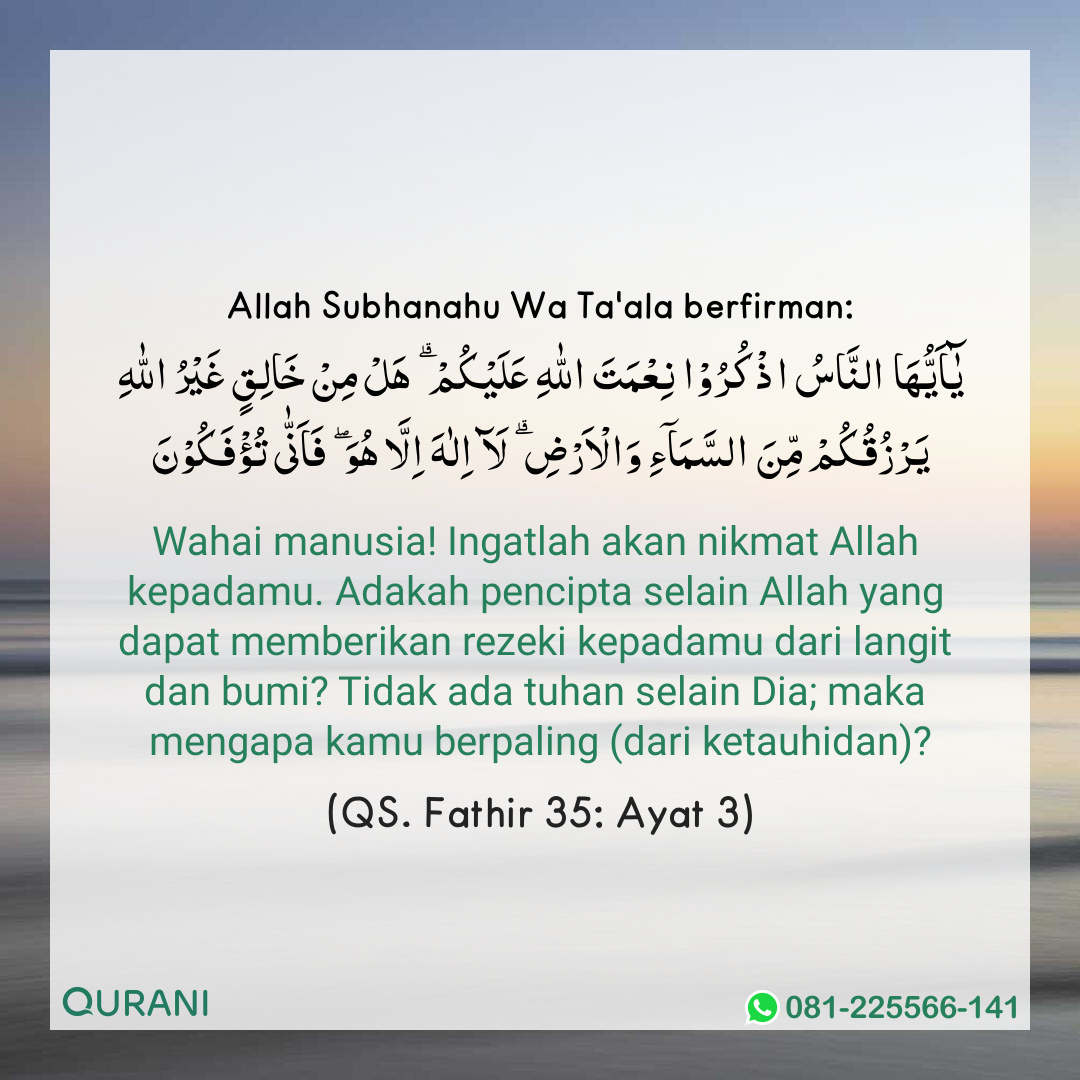 Allah Subhanahu Wa Ta'ala berfirman:
يٰۤاَيُّهَا النَّاسُ اذْكُرُوْا نِعْمَتَ اللّٰهِ عَلَيْكُمْ ۗ هَلْ مِنْ خَالِقٍ غَيْرُ اللّٰهِ
يَرْزُقُكُمْ مِّنَ السَّمَآءِ وَالْاَرْضِ ۗ لَاۤ اِلٰهَ اِلَّا هُوَ ۖ فَاَنّٰى تُؤْفَكُوْنَ
Wahai manusia! Ingatlah akan nikmat Allah
kepadamu. Adakah pencipta selain Allah yang
dapat memberikan rezeki kepadamu dari langit
dan bumi? Tidak ada tuhan selain Dia; maka
mengapa kamu berpaling (dari ketauhidan)?
(QS. Fathir 35: Ayat 3)
QURANI
081-225566-141